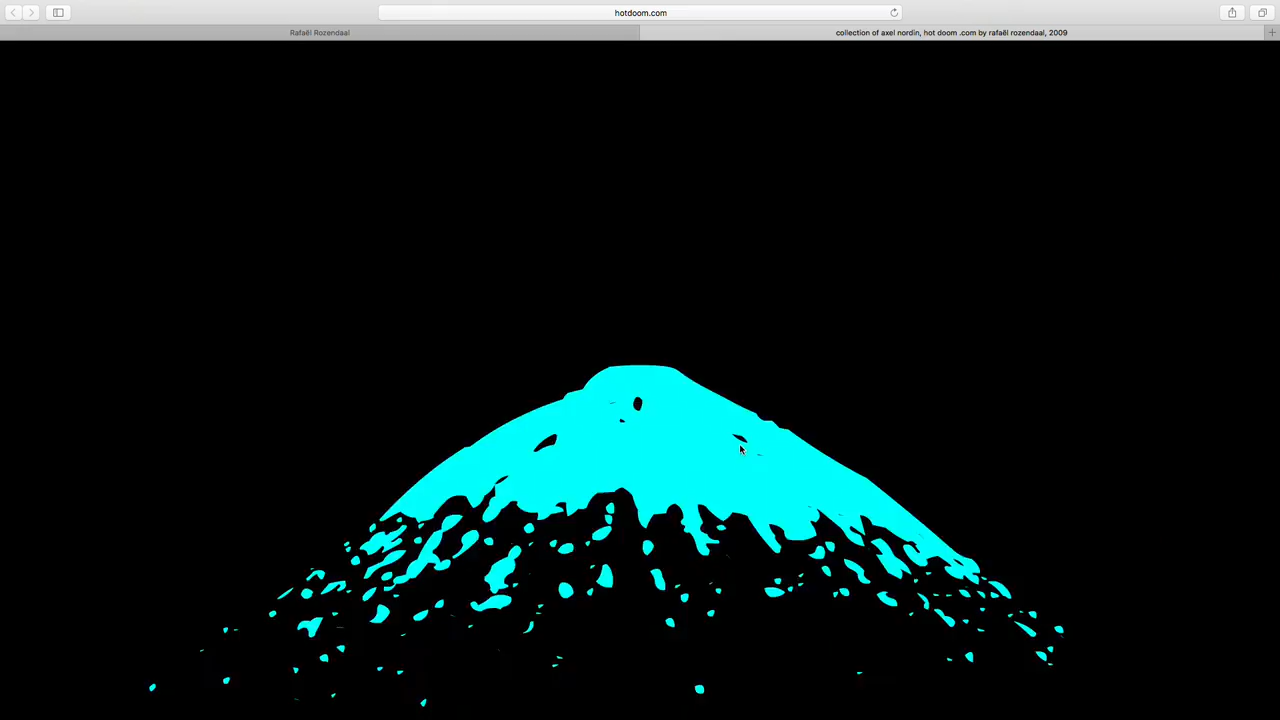 hotdoom.com
Rafaël Rozendaal
collection of axel nordin, hot doom .com by rafaël rozendaal, 2009